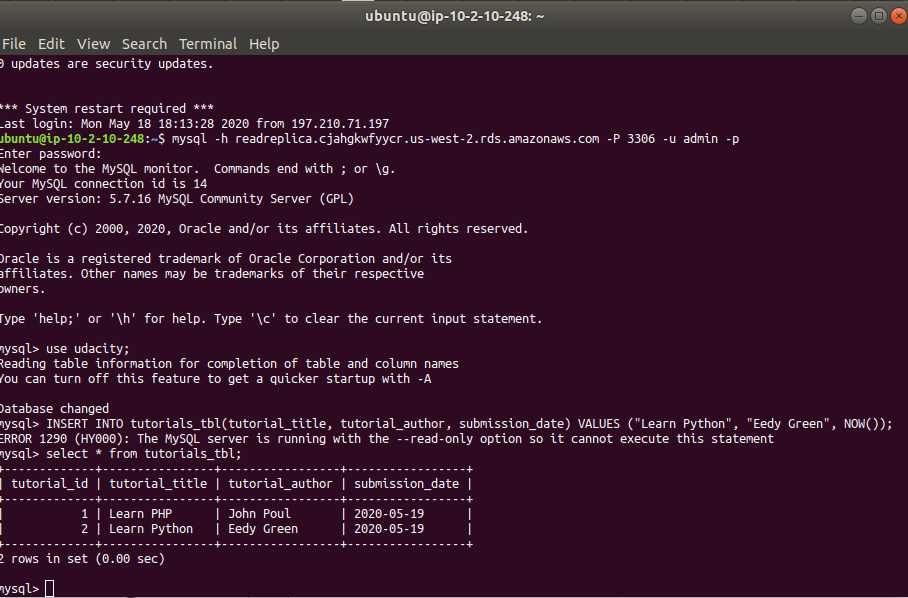 ubuntu@ip-10-2-10-248: ~
File Edit View Search Terminal Help
0 updates are security updates.
*** System restart required ***
Last login: Mon May 18 18:13:28 2020 from 197.210.71.197
ubuntu@ip-10-2-10-248:~$ mysql -h readreplica.cjahgkwfyycr.us-west-2.rds.amazonaws.com -P 3306 -u admin -p
Enter password:
Welcome to the MySQL monitor.  Commands end with ; or \g.
Your MySQL connection id is 14
Server version: 5.7.16 MySQL Community Server (GPL)
Copyright (c) 2000, 2020, Oracle and/or its affiliates. All rights reserved.
Oracle is a registered trademark of Oracle Corporation and/or its
affiliates. Other names may be trademarks of their respective
owners.
Type 'help;' or '\h' for help. Type '\c' to clear the current input statement.
mysql> use udacity;
Reading table information for completion of table and column names
You can turn off this feature to get a quicker startup with -A
Database changed
mysql> INSERT INTO tutorials_tbl(tutorial_title, tutorial_author, submission_date) VALUES ("Learn Python", "Eedy Green", NOW());
ERROR 1290 (HY000): The MySQL server is running with the --read-only option so it cannot execute this statement
mysql> select * from tutorials_tbl;
+-------------+----------------+-----------------+-----------------+
| tutorial_id | tutorial_title | tutorial_author | submission_date |
+-------------+----------------+-----------------+-----------------+
|           1 | Learn PHP      | John Poul       | 2020-05-19      |
|           2 | Learn Python   | Eedy Green      | 2020-05-19      |
+-------------+----------------+-----------------+-----------------+
2 rows in set (0.00 sec)
mysql>